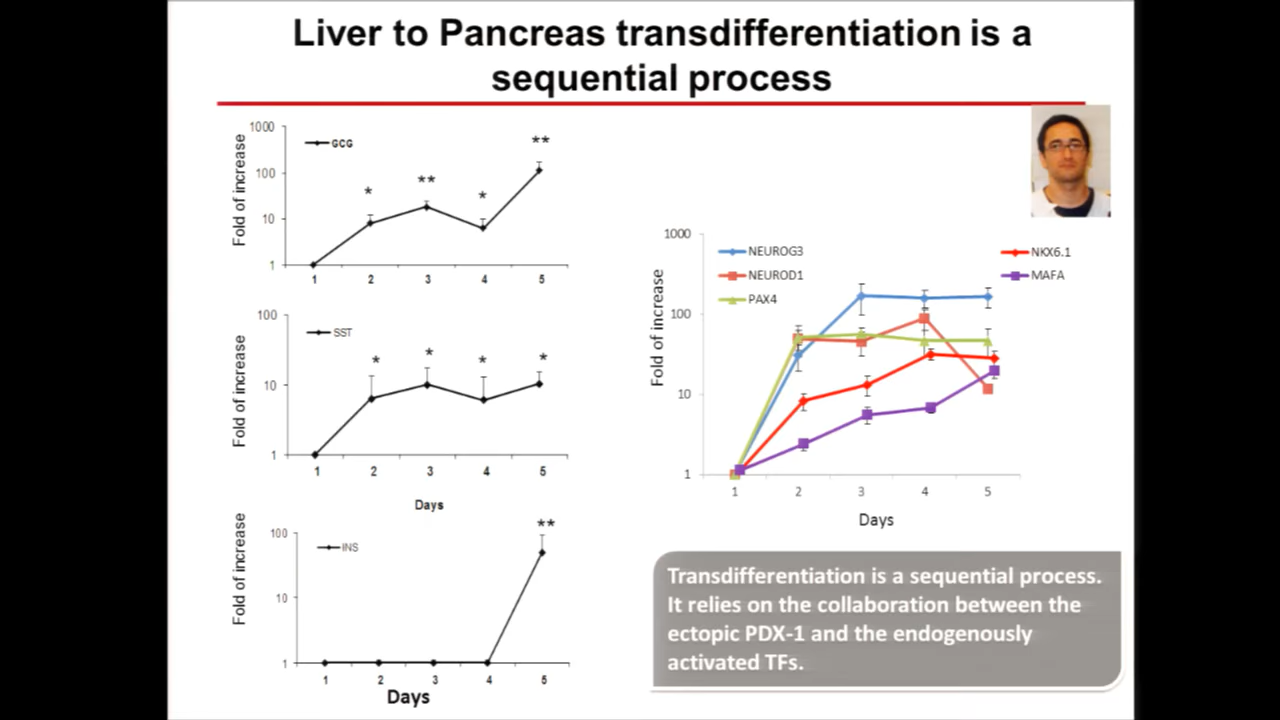 Liver to Pancreas transdifferentiation is a
sequential process
Fold of increase
1000
100
10
1
GCG
*
**
*
**
1 2 3 4 5
Fold of increase
100
10
1
SST
*
*
*
*
1 2 3 4 5
Days
Fold of increase
100
10
1
INS
**
1 2 3 4 5
Days
Fold of increase
1000
100
10
1
NEUROG3
NEUROD1
PAX4
NKX6.1
MAFA
1 2 3 4 5
Days
Transdifferentiation is a sequential process.
It relies on the collaboration between the
ectopic PDX-1 and the endogenously
activated TFs.